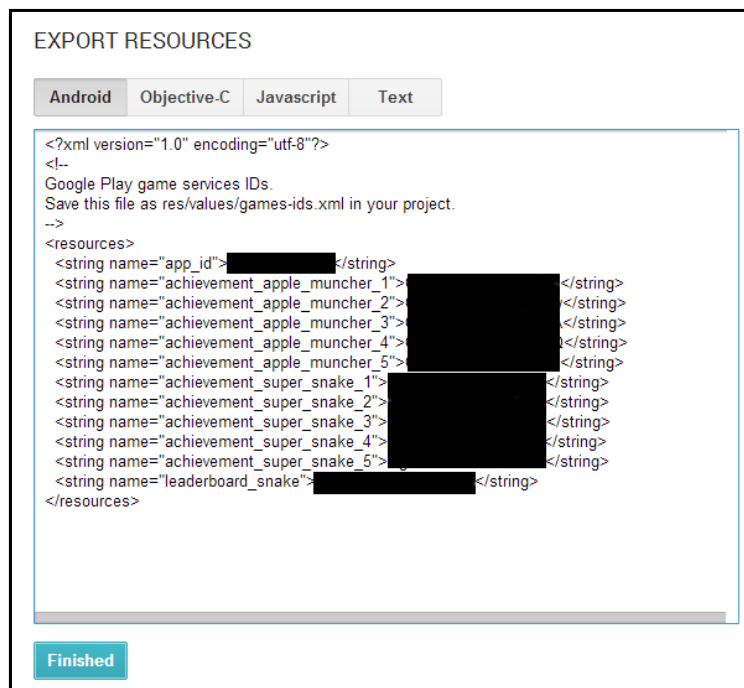 EXPORT RESOURCES
Android Objective-C Javascript Text
<?xml version="1.0" encoding="utf-8"?>
<!--
Google Play game services IDs.
Save this file as res/values/games-ids.xml in your project.
-->
<resources>
<string name="app_id"></string>
<string name="achievement_apple_muncher_1"></string>
<string name="achievement_apple_muncher_2"></string>
<string name="achievement_apple_muncher_3"></string>
<string name="achievement_apple_muncher_4">Q</string>
<string name="achievement_apple_muncher_5"></string>
<string name="achievement_super_snake_1"></string>
<string name="achievement_super_snake_2"></string>
<string name="achievement_super_snake_3"></string>
<string name="achievement_super_snake_4"></string>
<string name="achievement_super_snake_5"></string>
<string name="leaderboard_snake"></string>
</resources>
Finished